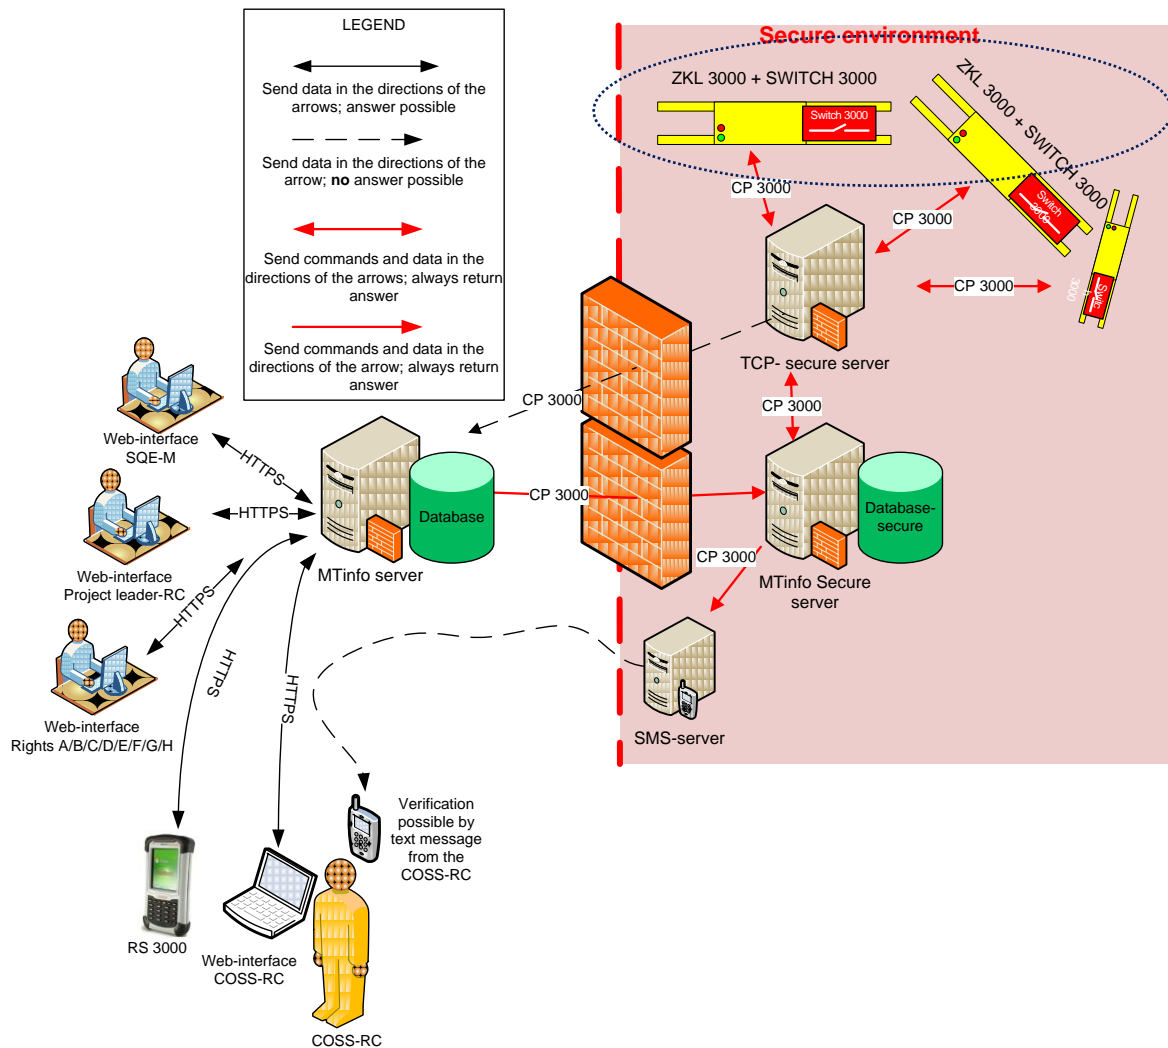 LEGEND
Send data in the directions of the
arrows; answer possible
Send data in the directions of the
arrow; no answer possible
Send commands and data in the
directions of the arrows; always return
answer
Send commands and data in the
directions of the arrow; always return
answer
Secure environment
ZKL 3000 + SWITCH 3000
Switch 3000
ZKL 3000 + SWITCH 3000
Switch
3000
Switc
h
3000
CP 3000
CP 3000
CP 3000
TCP- secure server
CP 3000
CP 3000
CP 3000
Database
MTinfo server
Database-
secure
MTinfo Secure
server
CP 3000
SMS-server
Web-interface
SQE-M
HTTPS
Web-interface
Project leader-RC
HTTPS
Web-interface
Rights A/B/C/D/E/F/G/H
HTTPS
HTTPS
HTTPS
RS 3000
Web-interface
COSS-RC
Verification
possible by
text message
from the
COSS-RC
COSS-RC